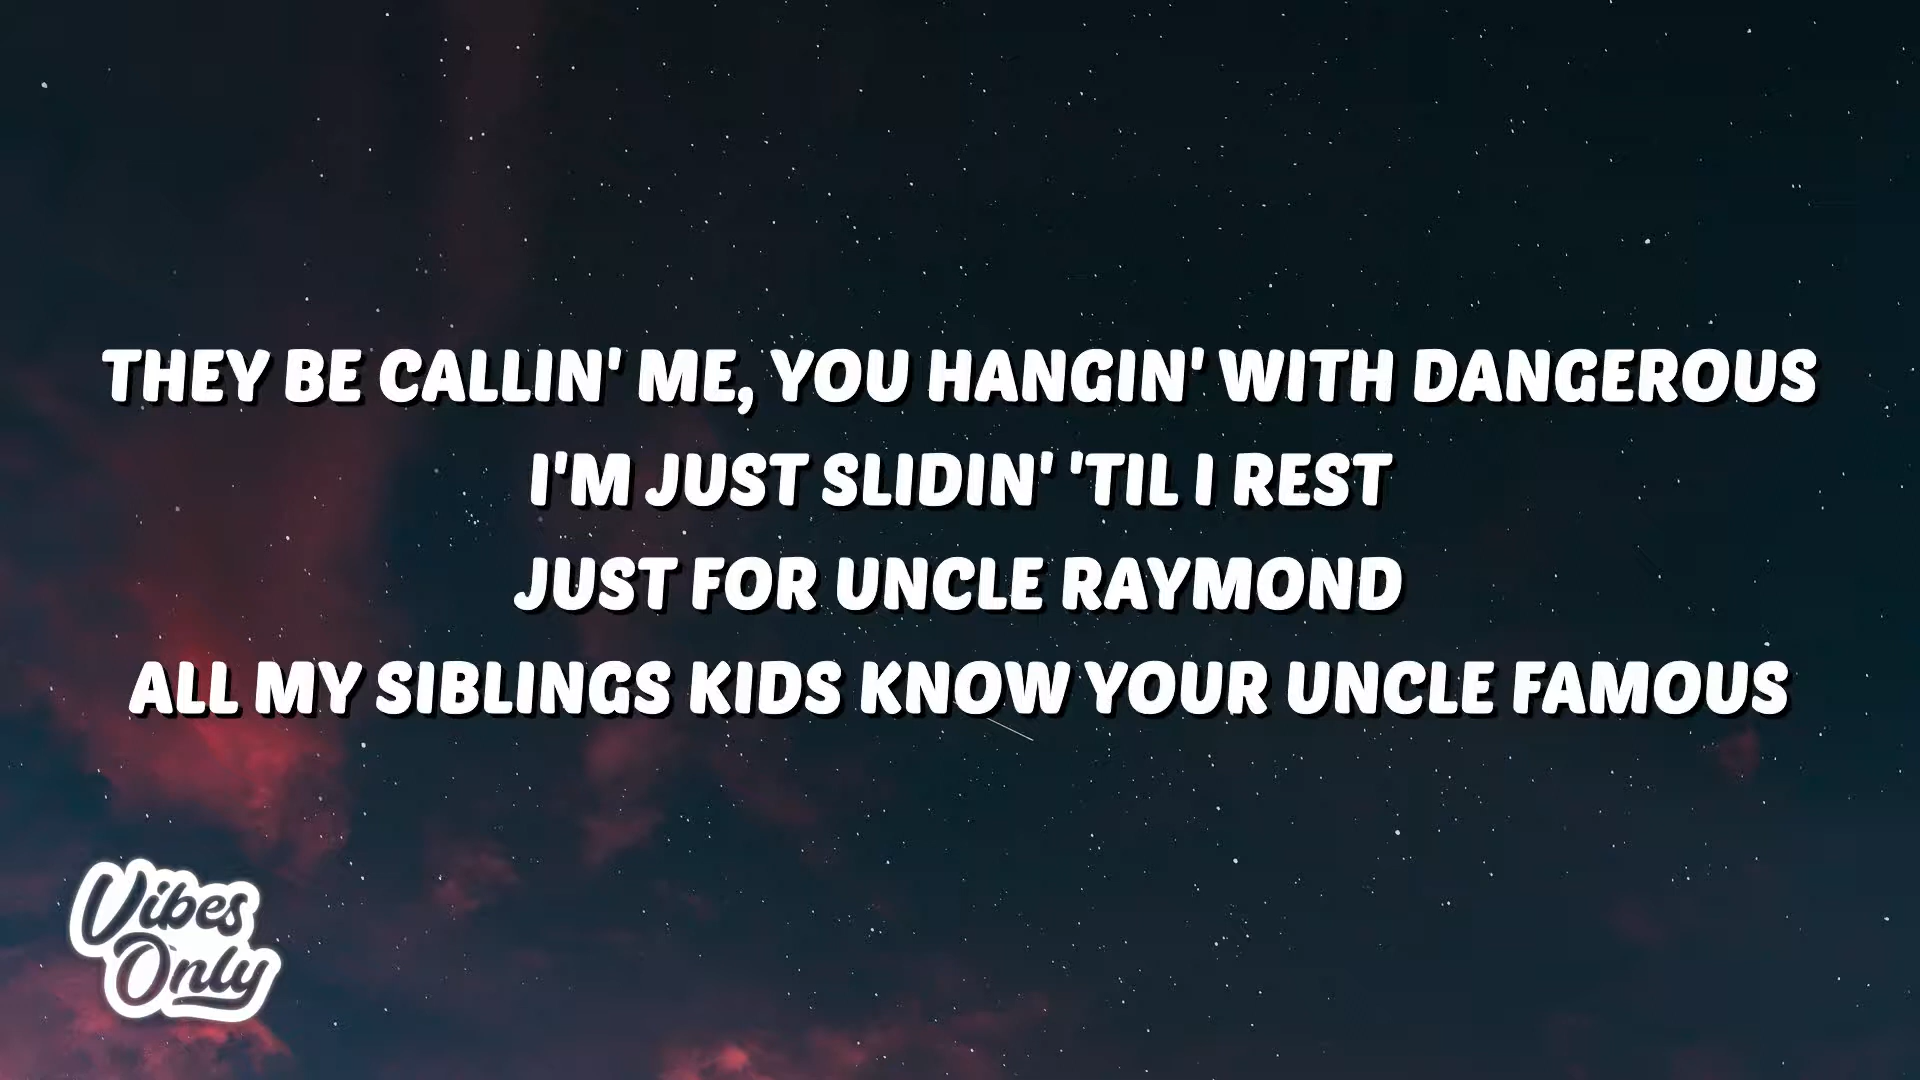 THEY BE CALLIN' ME, YOU HANGIN' WITH DANGEROUS
I'M JUST SLIDIN' 'TIL I REST
JUST FOR UNCLE RAYMOND
ALL MY SIBLINGS KIDS KNOW YOUR UNCLE FAMOUS
Vibes
Only